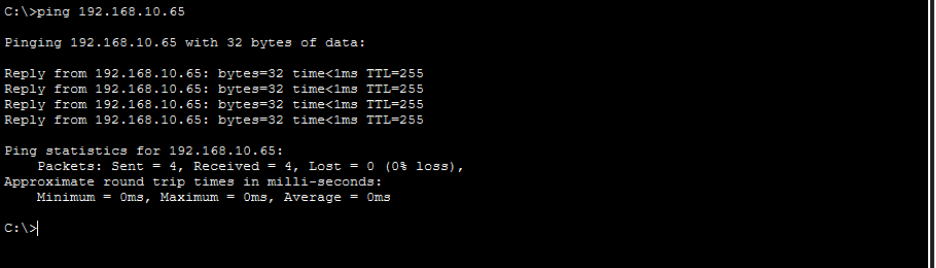 C:\>ping 192.168.10.65
Pinging 192.168.10.65 with 32 bytes of data:
Reply from 192.168.10.65: bytes=32 time<1ms TTL=255
Reply from 192.168.10.65: bytes=32 time<1ms TTL=255
Reply from 192.168.10.65: bytes=32 time<1ms TTL=255
Reply from 192.168.10.65: bytes=32 time<1ms TTL=255
Ping statistics for 192.168.10.65:
Packets: Sent = 4, Received = 4, Lost = 0 (0% loss),
Approximate round trip times in milli-seconds:
Minimum = 0ms, Maximum = 0ms, Average = 0ms
C:\>